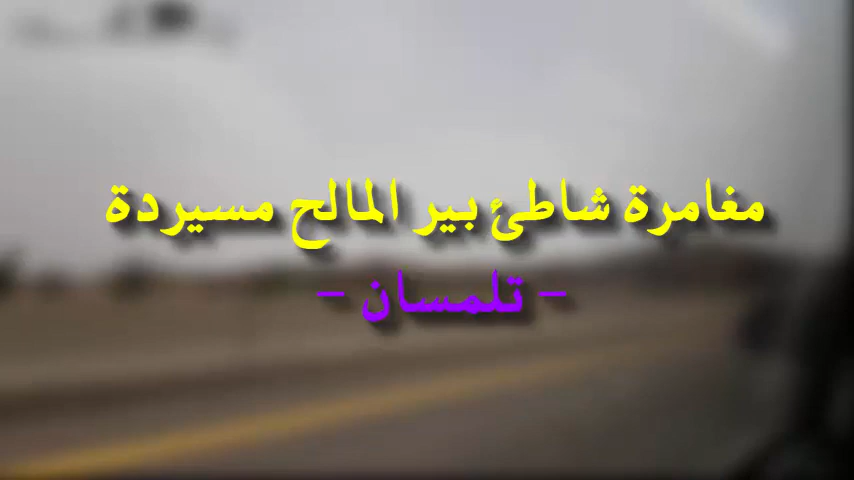 مغامرة شاطئ بير المالح مسيردة
- تلمسان -